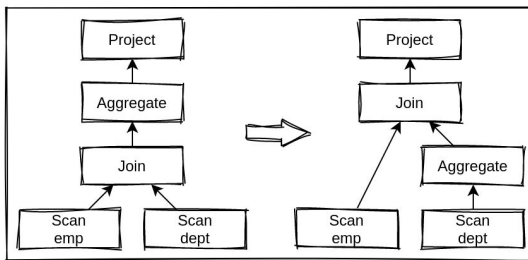 Project
Aggregate
Join
Scan
emp
Scan
dept
Project
Join
Aggregate
Scan
emp
Scan
dept